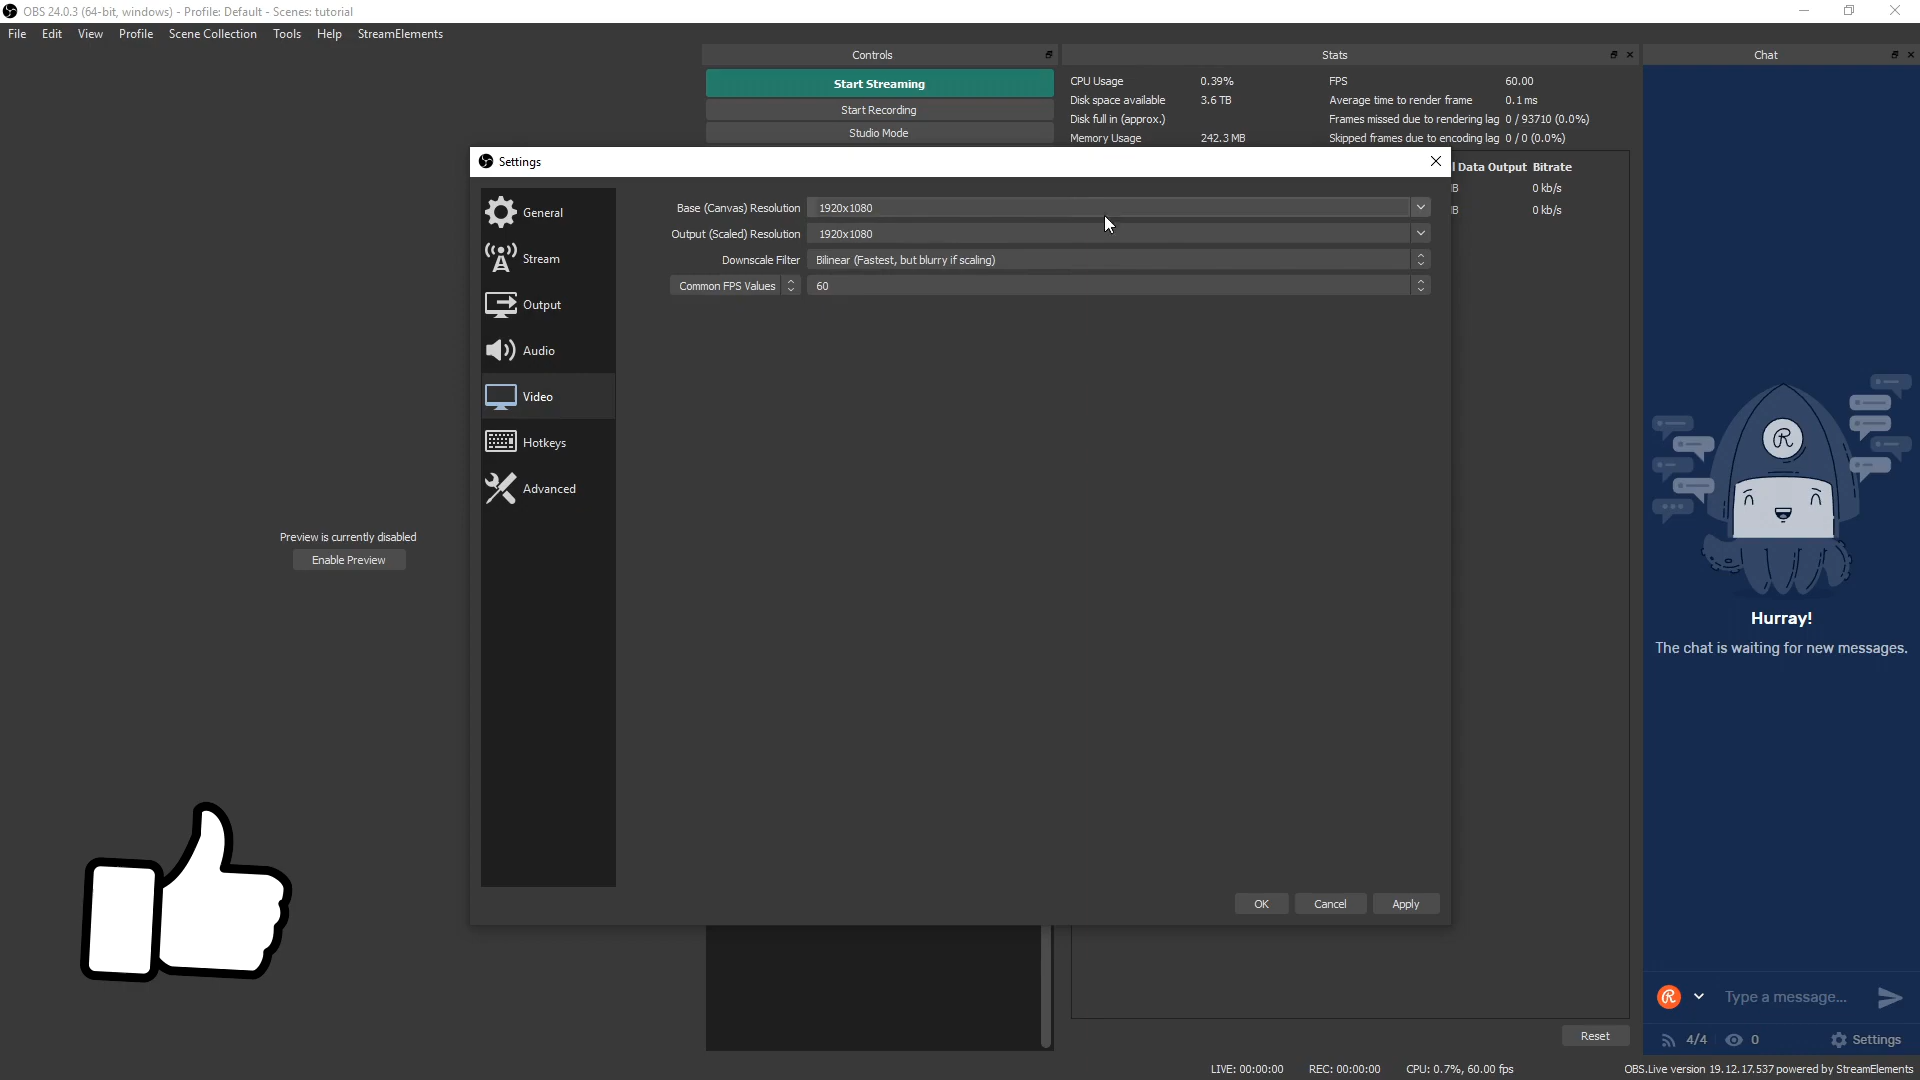 OBS 24.0.3 (64-bit, windows) - Profile: Default - Scenes: tutorial
File Edit View Profile Scene Collection Tools Help StreamElements
Controls
Start Streaming
Start Recording
Studio Mode
Stats
CPU Usage 0.39% FPS 60.00
Disk space available 3.6 TB Average time to render frame 0.1 ms
Disk full in (approx.) Frames missed due to rendering lag 0 / 93710 (0.0%)
Memory Usage 242.3 MB Skipped frames due to encoding lag 0 / 0 (0.0%)
l Data Output Bitrate
B 0 kb/s
B 0 kb/s
Chat
Settings
General
Stream
Output
Audio
Video
Hotkeys
Advanced
Base (Canvas) Resolution 1920x1080
Output (Scaled) Resolution 1920x1080
Downscale Filter Bilinear (Fastest, but blurry if scaling)
Common FPS Values 60
Preview is currently disabled
Enable Preview
OK Cancel Apply
R
Hurray!
The chat is waiting for new messages.
R Type a message...
4/4 0 Settings
Reset
LIVE: 00:00:00 REC: 00:00:00 CPU: 0.7%, 60.00 fps OBS.Live version 19.12.17.537 powered by StreamElements